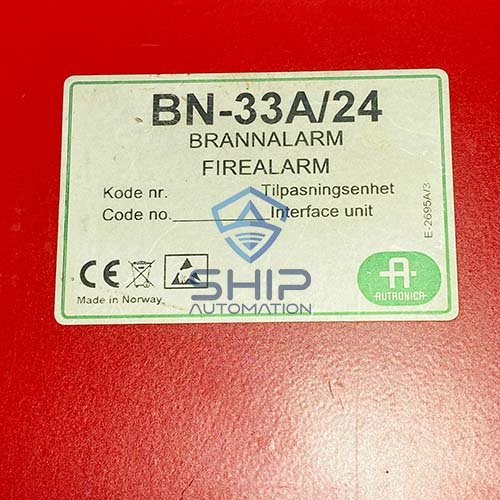 BN-33A/24
BRANNALARM
FIREALARM
Kode nr. Tilpasningsenhet
Code no. Interface unit
E-2695A/3
CE
Made in Norway
AUTRONICA
SHIP
AUTOMATION